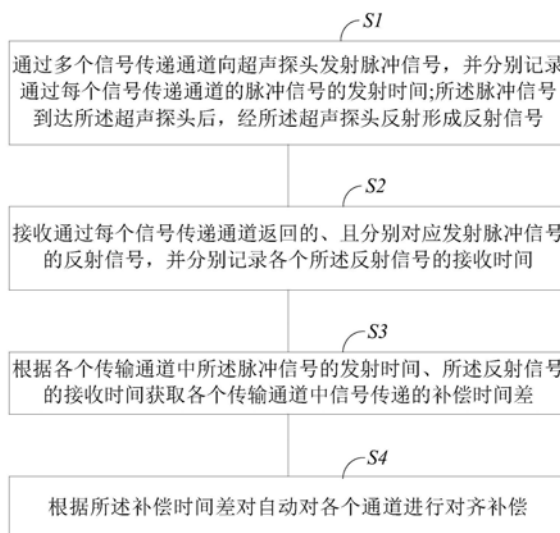 S1
通过多个信号传递通道向超声探头发射脉冲信号，并分别记录
通过每个信号传递通道的脉冲信号的发射时间;所述脉冲信号
到达所述超声探头后，经所述超声探头反射形成反射信号
S2
接收通过每个信号传递通道返回的、且分别对应发射脉冲信号
的反射信号，并分别记录各个所述反射信号的接收时间
S3
根据各个传输通道中所述脉冲信号的发射时间、所述反射信号
的接收时间获取各个传输通道中信号传递的补偿时间差
S4
根据所述补偿时间差对自动对各个通道进行对齐补偿